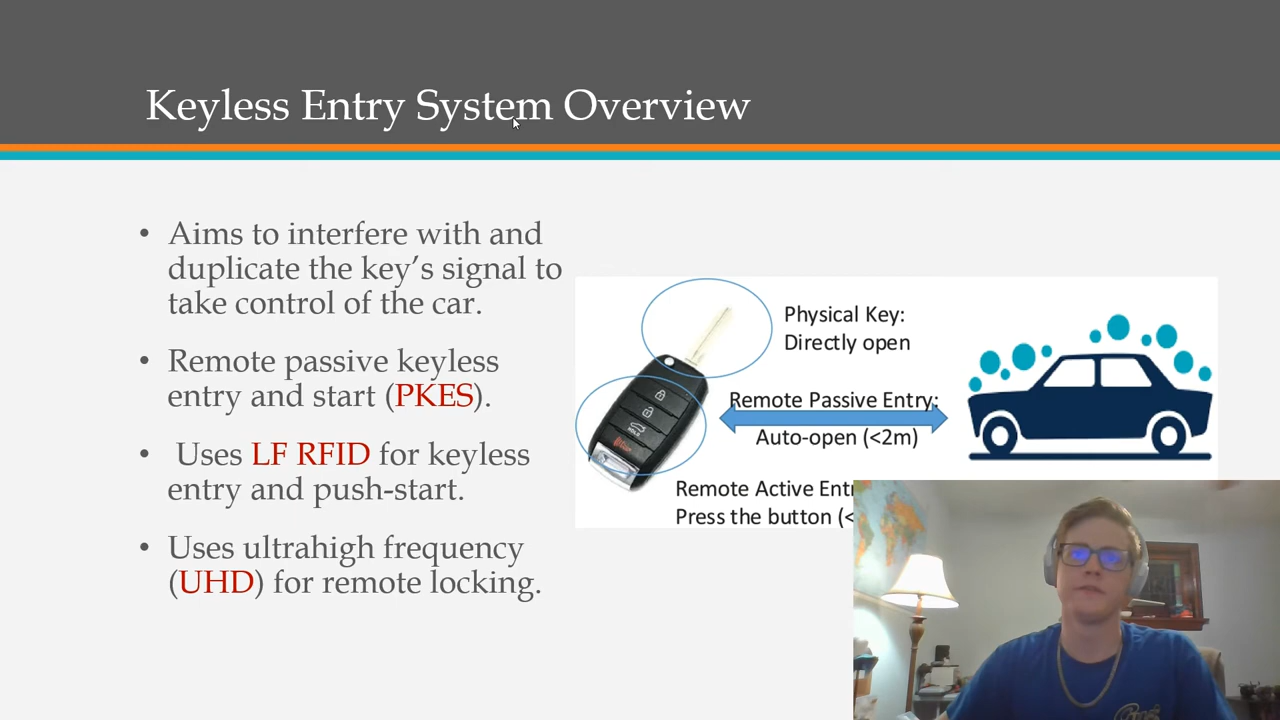 Keyless Entry System Overview
• Aims to interfere with and
duplicate the key’s signal to
take control of the car.
• Remote passive keyless
entry and start (PKES).
• Uses LF RFID for keyless
entry and push-start.
• Uses ultrahigh frequency
(UHD) for remote locking.
Physical Key:
Directly open
Remote Passive Entry:
Auto-open (<2m)
Remote Active Entr
Press the button (<